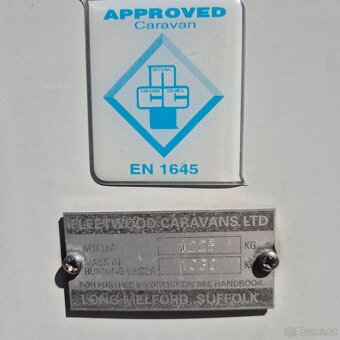 APPROVED
Caravan
NATIONAL
CARAVAN COUNCIL
EN 1645
FLEETWOOD CARAVANS LTD
MTPLM 1225 KG
MASS IN
RUNNING ORDER 1030 KG
FOR FURTHER INFORMATION SEE HANDBOOK
LONG MELFORD, SUFFOLK.